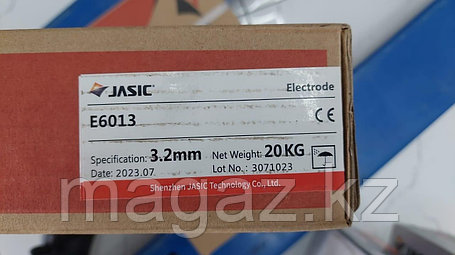 JASIC® Electrode
E6013 CE
Specification: 3.2mm Net Weight: 20KG
Date: 2023.07. Lot No.: 3071023
Shenzhen JASIC Technology Co., Ltd.
www.magaz.kz